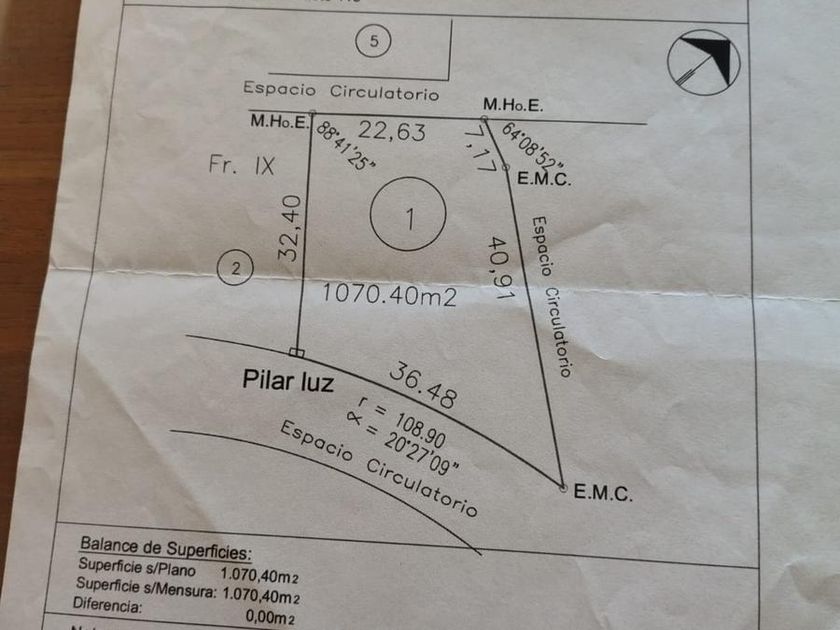 5
Espacio Circulatorio
M.Ho.E.
M.Ho.E.
22,63
88°41'25"
7,17
64°08'52"
E.M.C.
Fr. IX
1
32,40
40,91
Espacio Circulatorio
2
1070.40m2
Pilar luz
36.48
r = 108.90
α = 20°27'09"
Espacio Circulatorio
E.M.C.
Balance de Superficies:
Superficie s/Plano 1.070,40m2
Superficie s/Mensura: 1.070,40m2
Diferencia: 0,00m2